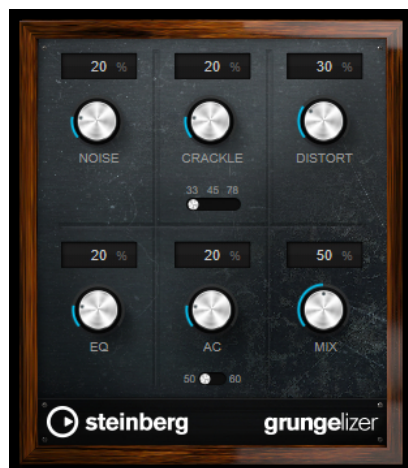 20 % 20 % 30 %
NOISE CRACKLE DISTORT
33 45 78
20 % 20 % 50 %
EQ AC MIX
50 60
steinberg grungelizer